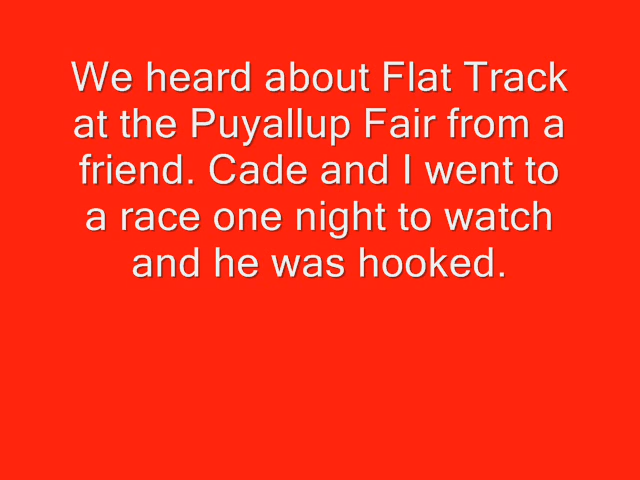 We heard about Flat Track
at the Puyallup Fair from a
friend. Cade and I went to
a race one night to watch
and he was hooked.